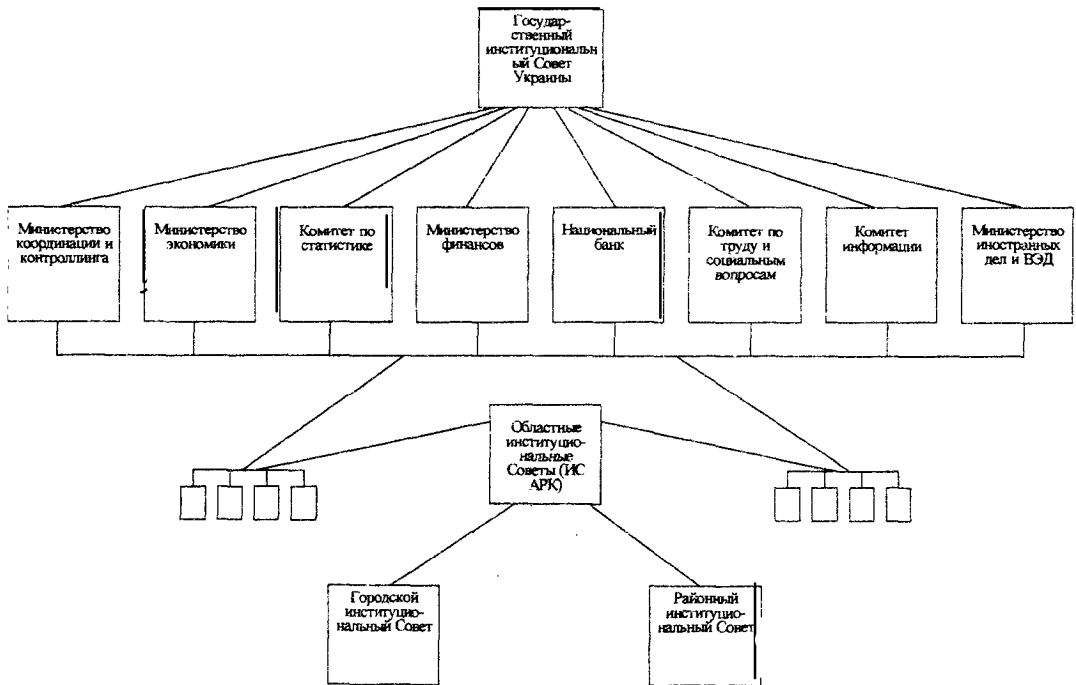 Государ-
ственный
институциональн
ый Совет
Украины
Министерство
координации и
контроллинга
Министерство
экономики
Комитет по
статистике
Министерство
финансов
Национальный
банк
Комитет по
труду и
социальным
вопросам
Комитет
информации
Министерство
иностранных
дел и ВЭД
Областные
институцио-
нальные
Советы (ИС
АРК)
Городской
институцио-
нальный Совет
Районный
институцио-
нальный Совет